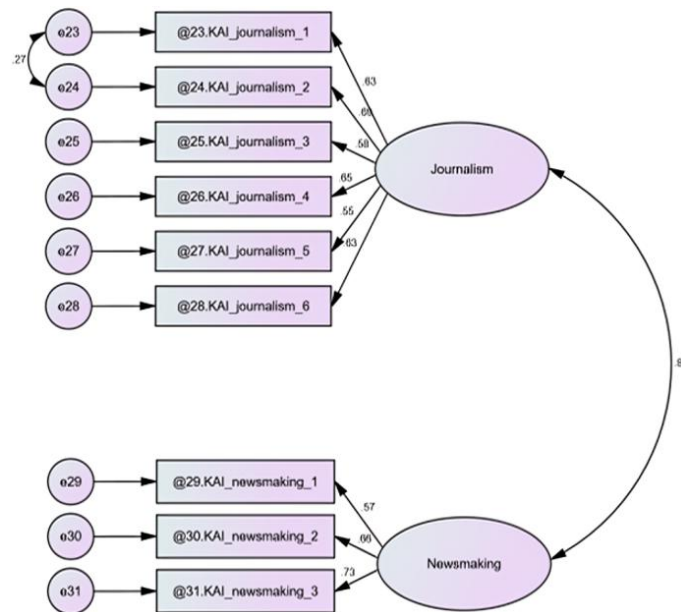 e23
@23.KAI_journalism_1
.27
.63
e24
@24.KAI_journalism_2
e25
@25.KAI_journalism_3
.58
Journalism
e26
@26.KAI_journalism_4
.65
.55
e27
@27.KAI_journalism_5
.63
e28
@28.KAI_journalism_6
e29
@29.KAI_newsmaking_1
.57
e30
@30.KAI_newsmaking_2
.66
Newsmaking
e31
@31.KAI_newsmaking_3
.73